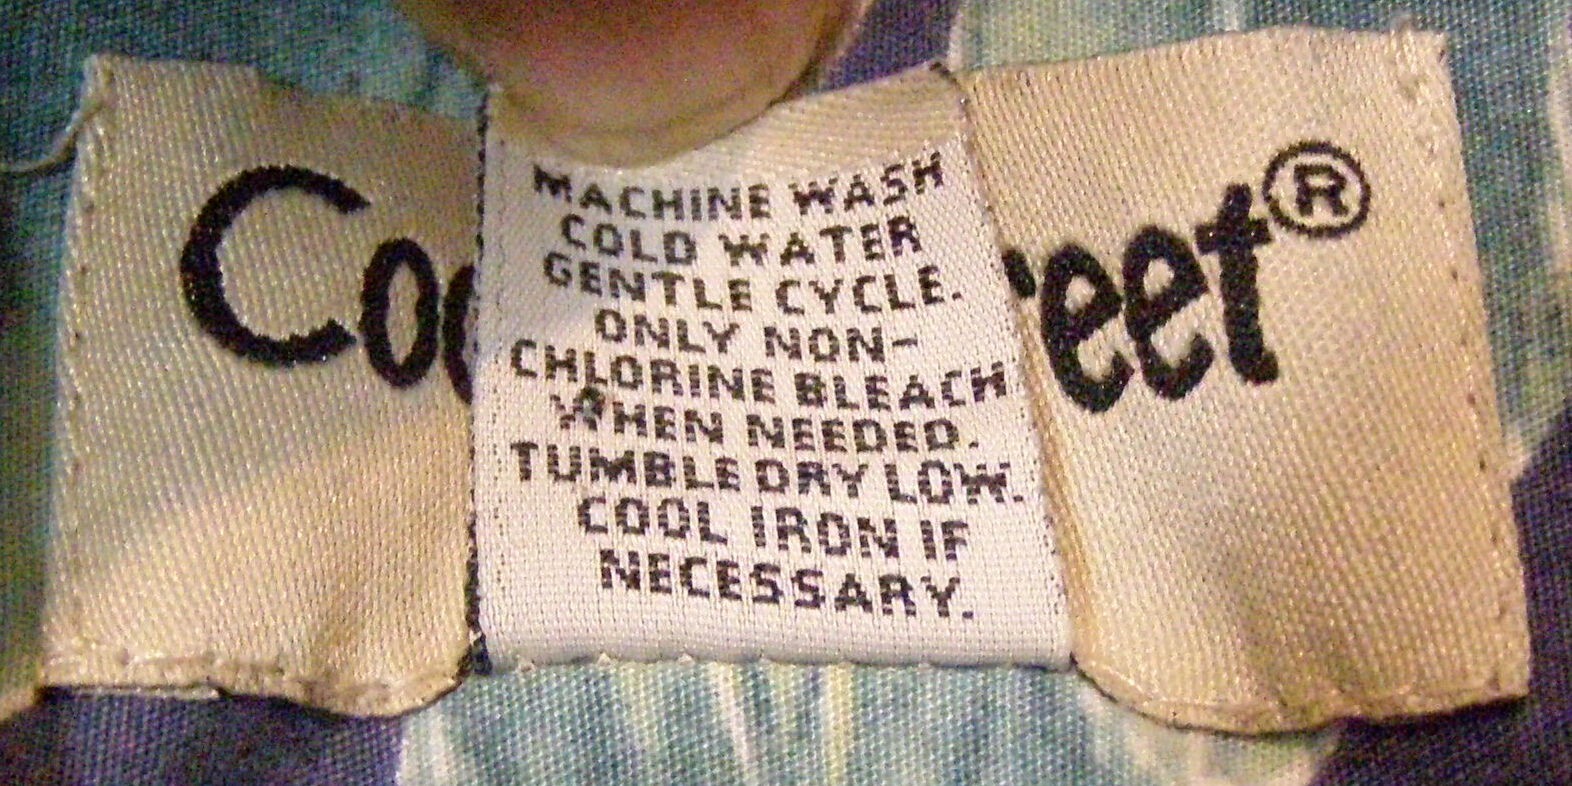 Co reet®
MACHINE WASH
COLD WATER
GENTLE CYCLE.
ONLY NON-
CHLORINE BLEACH
WHEN NEEDED.
TUMBLE DRY LOW.
COOL IRON IF
NECESSARY.